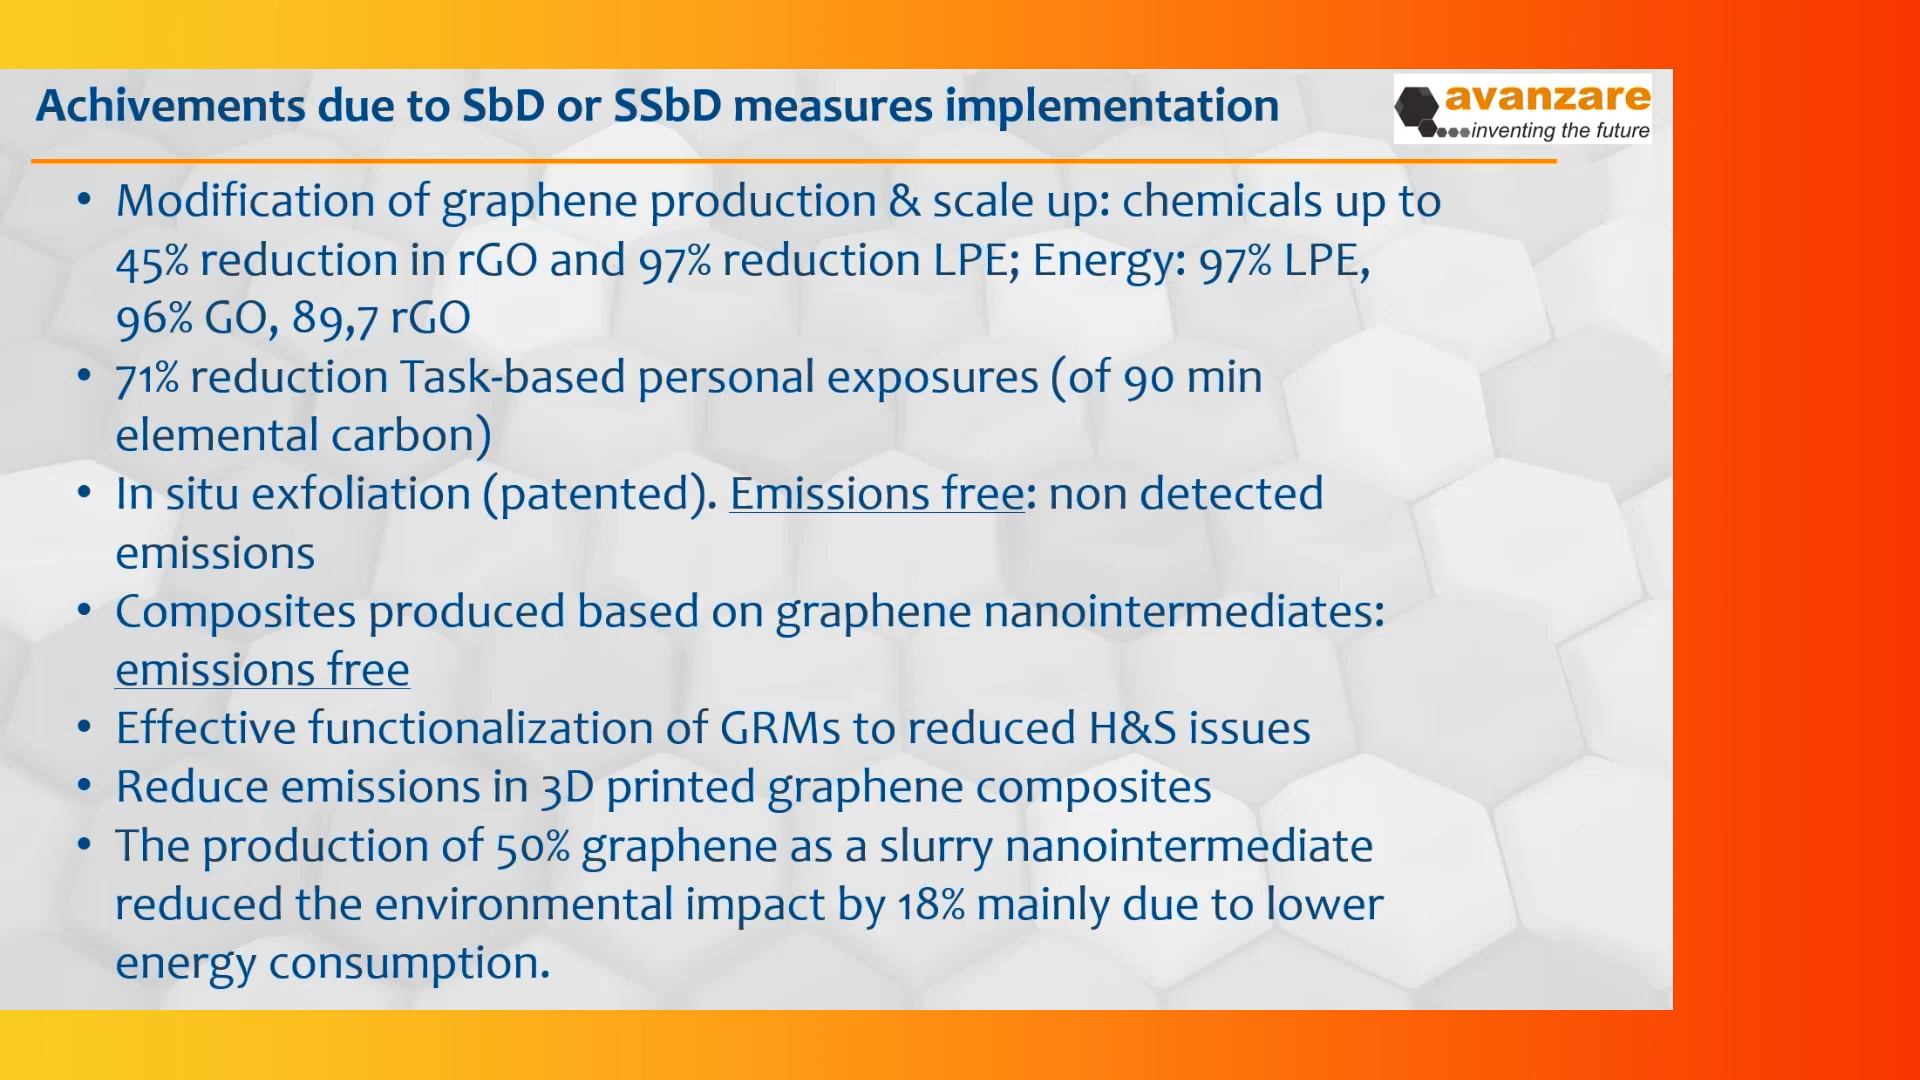 Achivements due to SbD or SSbD measures implementation
avanzare
inventing the future
• Modification of graphene production & scale up: chemicals up to
45% reduction in rGO and 97% reduction LPE; Energy: 97% LPE,
96% GO, 89,7 rGO
• 71% reduction Task-based personal exposures (of 90 min
elemental carbon)
• In situ exfoliation (patented). Emissions free: non detected
emissions
• Composites produced based on graphene nanointermediates:
emissions free
• Effective functionalization of GRMs to reduced H&S issues
• Reduce emissions in 3D printed graphene composites
• The production of 50% graphene as a slurry nanointermediate
reduced the environmental impact by 18% mainly due to lower
energy consumption.